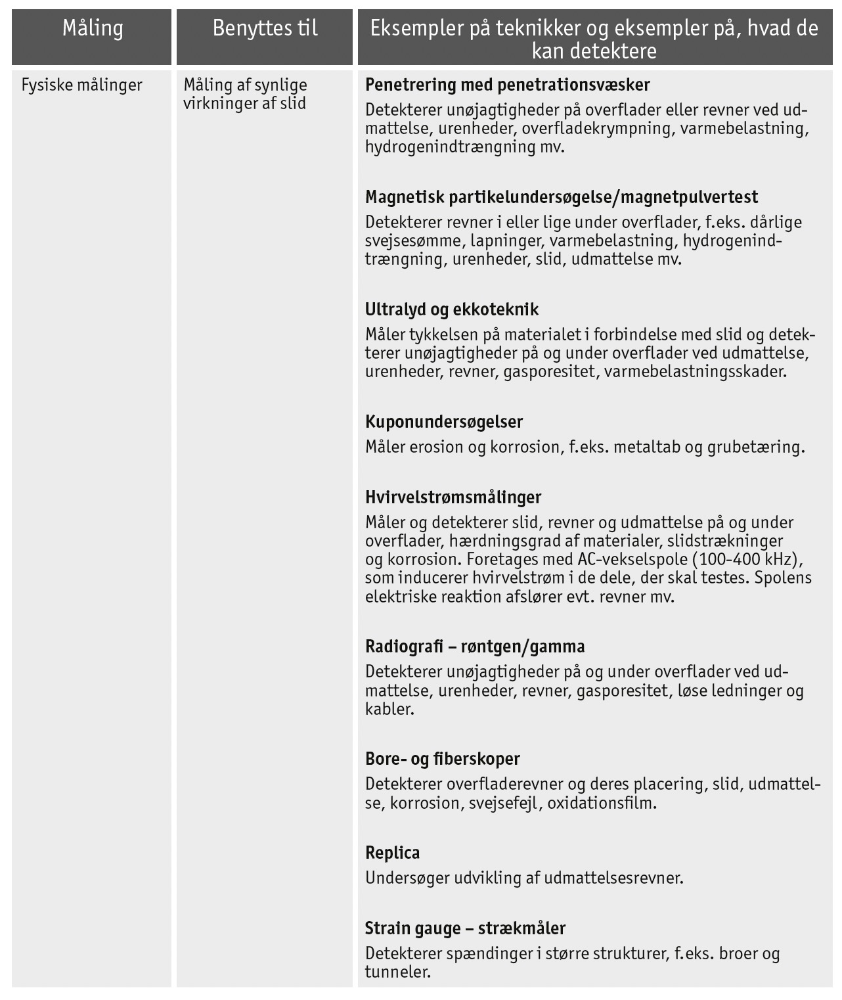 Måling
Benyttes til
Eksempler på teknikker og eksempler på, hvad de
kan detektere
Fysiske målinger
Måling af synlige
virkninger af slid
Penetrering med penetrationsvæsker
Detekterer unøjagtigheder på overflader eller revner ved ud-
mattelse, urenheder, overfladekrympning, varmebelastning,
hydrogenindtrængning mv.
Magnetisk partikelundersøgelse/magnetpulvertest
Detekterer revner i eller lige under overflader, f.eks. dårlige
svejsesømme, lapninger, varmebelastning, hydrogenind-
trængning, urenheder, slid, udmattelse mv.
Ultralyd og ekkoteknik
Måler tykkelsen på materialet i forbindelse med slid og detek-
terer unøjagtigheder på og under overflader ved udmattelse,
urenheder, revner, gasporesitet, varmebelastningsskader.
Kuponundersøgelser
Måler erosion og korrosion, f.eks. metaltab og grubetæring.
Hvirvelstrømsmålinger
Måler og detekterer slid, revner og udmattelse på og under
overflader, hærdningsgrad af materialer, slidstrækninger
og korrosion. Foretages med AC-vekselspole (100-400 kHz),
som inducerer hvirvelstrøm i de dele, der skal testes. Spolens
elektriske reaktion afslører evt. revner mv.
Radiografi – røntgen/gamma
Detekterer unøjagtigheder på og under overflader ved ud-
mattelse, urenheder, revner, gasporesitet, løse ledninger og
kabler.
Bore- og fiberskoper
Detekterer overfladerevner og deres placering, slid, udmattel-
se, korrosion, svejsefejl, oxidationsfilm.
Replica
Undersøger udvikling af udmattelsesrevner.
Strain gauge – strækmåler
Detekterer spændinger i større strukturer, f.eks. broer og
tunneler.